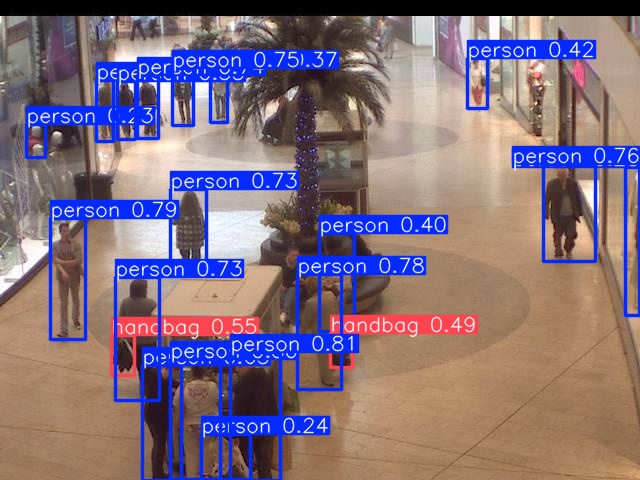 person 0.42
person 0.75
0.37
person 0.23
person 0.76
person 0.73
person 0.79
person 0.40
person 0.78
person 0.73
handbag 0.55
handbag 0.49
person 0.81
person 0.24